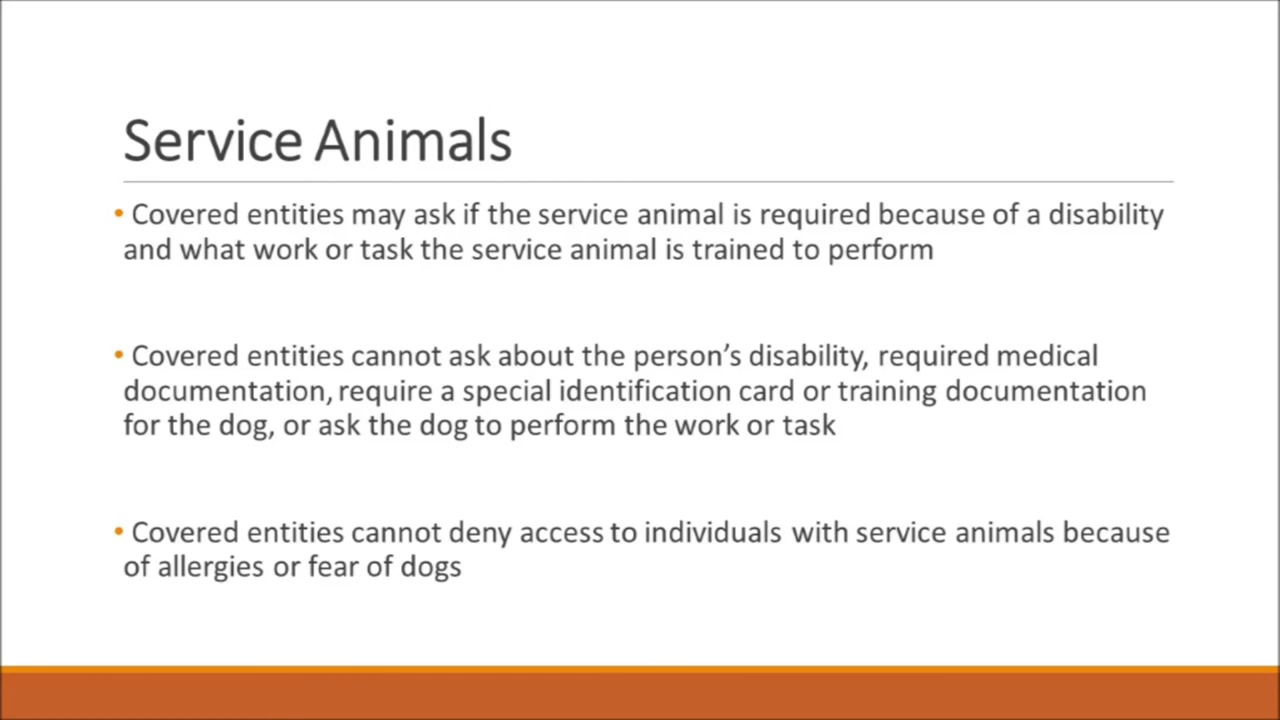 Service Animals
• Covered entities may ask if the service animal is required because of a disability
and what work or task the service animal is trained to perform
• Covered entities cannot ask about the person’s disability, required medical
documentation, require a special identification card or training documentation
for the dog, or ask the dog to perform the work or task
• Covered entities cannot deny access to individuals with service animals because
of allergies or fear of dogs